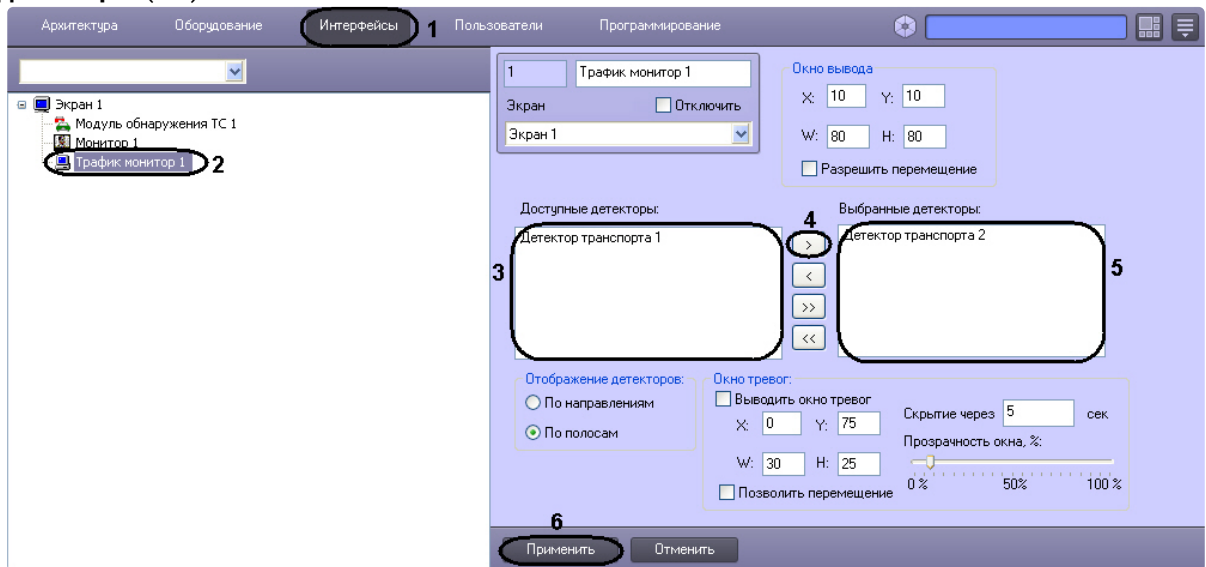 Архитектура Оборудование Интерфейсы 1 Пользователи Программирование
Экран 1
Модуль обнаружения ТС 1
Монитор 1
Трафик монитор 1 2
1 Трафик монитор 1
Экран Отключить
Экран 1
Окно вывода
X: 10 Y: 10
W: 80 H: 80
Разрешить перемещение
Доступные детекторы: 4 Выбранные детекторы:
Детектор транспорта 1 > Детектор транспорта 2
3 < 5
>>
<<
Отображение детекторов:
По направлениям
По полосам
Окно тревог:
Выводить окно тревог
X: 0 Y: 75
W: 30 H: 25
Позволить перемещение
Скрытие через 5 сек
Прозрачность окна, %:
0 % 50% 100 %
6
Применить Отменить